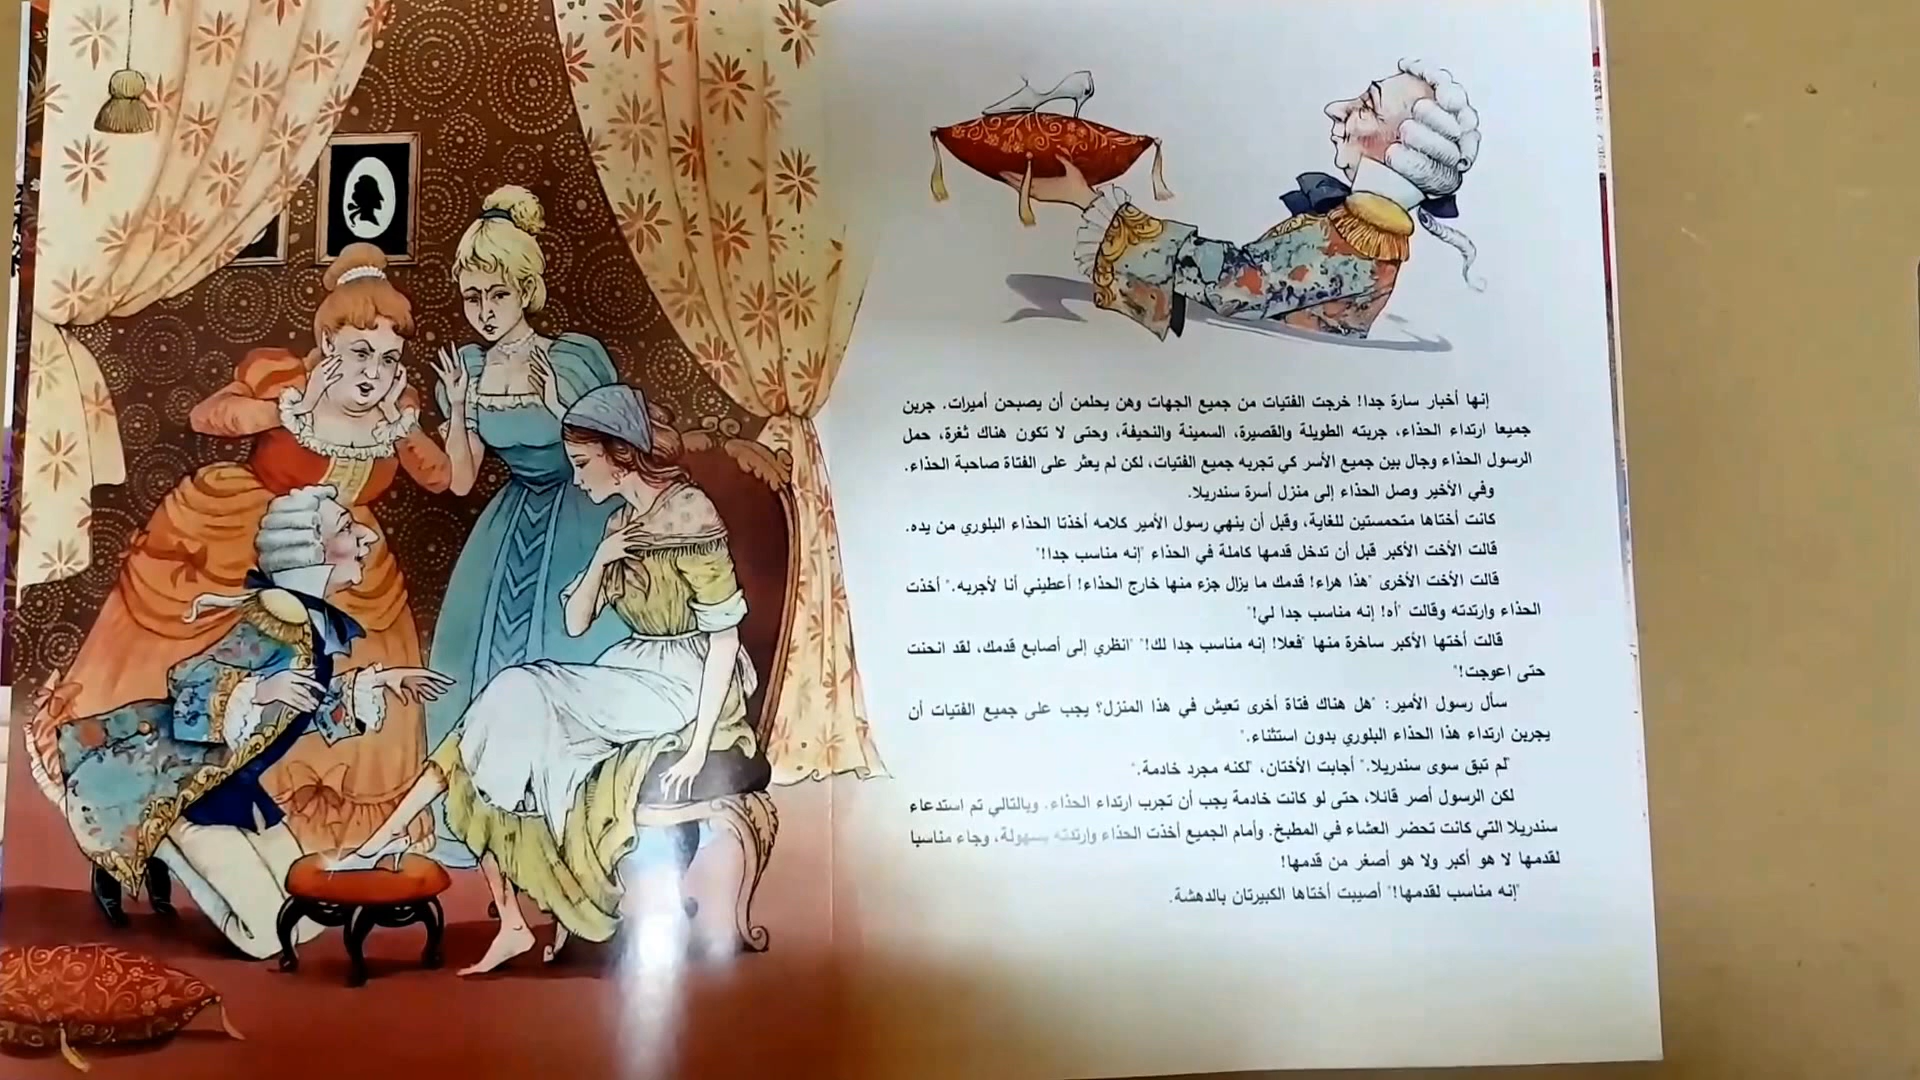 إنها أخبار سارة جدا! خرجت الفتيات من جميع الجهات وهن يحلمن أن يصبحن أميرات. جربن
جميعا ارتداء الحذاء، جربته الطويلة والقصيرة، السمينة والنحيفة، وحتى لا تكون هناك ثغرة، حمل
الرسول الحذاء وجال بين جميع الأسر كي تجربه جميع الفتيات، لكن لم يعثر على الفتاة صاحبة الحذاء.
وفي الأخير وصل الحذاء إلى منزل أسرة سندريلا.
كانت أختاها متحمستين للغاية، وقبل أن ينهي رسول الأمير كلامه أخذتا الحذاء البلوري من يده.
قالت الأخت الأكبر قبل أن تدخل قدمها كاملة في الحذاء "إنه مناسب جدا!"
قالت الأخت الأخرى "هذا هراء! قدمك ما يزال جزء منها خارج الحذاء! أعطيني أنا لأجربه." أخذت
الحذاء وارتدته وقالت "أه! إنه مناسب جدا لي!"
قالت أختها الأكبر ساخرة منها "فعلا! إنه مناسب جدا لك!" "انظري إلى أصابع قدمك، لقد انحنت
حتى اعوجت!"
سأل رسول الأمير: "هل هناك فتاة أخرى تعيش في هذا المنزل؟ يجب على جميع الفتيات أن
يجربن ارتداء هذا الحذاء البلوري بدون استثناء."
"لم تبق سوى سندريلا." أجابت الأختان، "لكنه مجرد خادمة."
لكن الرسول أصر قائلا، حتى لو كانت خادمة يجب أن تجرب ارتداء الحذاء. وبالتالي تم استدعاء
سندريلا التي كانت تحضر العشاء في المطبخ. وأمام الجميع أخذت الحذاء وارتدته بسهولة، وجاء مناسبا
لقدمها لا هو أكبر ولا هو أصغر من قدمها!
"إنه مناسب لقدمها!" أصيبت أختاها الكبيرتان بالدهشة.